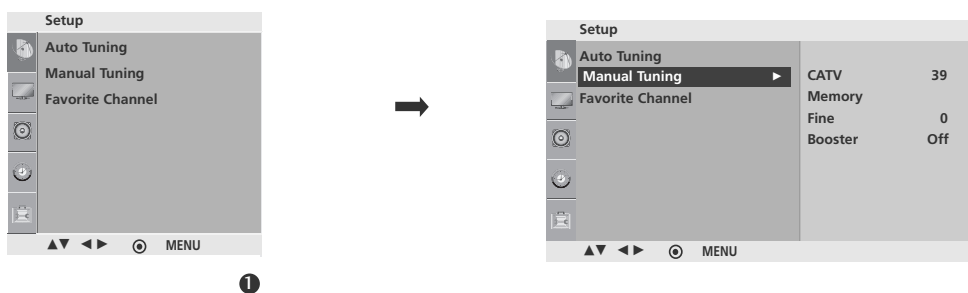 Setup
Auto Tuning
Manual Tuning
Favorite Channel
▲▼ ◄► MENU
1
Setup
Auto Tuning
Manual Tuning ►
Favorite Channel
CATV 39
Memory
Fine 0
Booster Off
▲▼ ◄► MENU